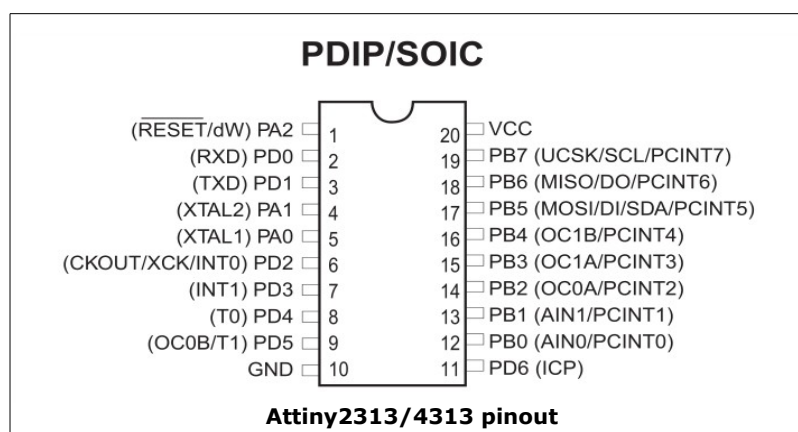 PDIP/SOIC
(RESET/dW) PA2 1 20 VCC
(RXD) PD0 2 19 PB7 (UCSK/SCL/PCINT7)
(TXD) PD1 3 18 PB6 (MISO/DO/PCINT6)
(XTAL2) PA1 4 17 PB5 (MOSI/DI/SDA/PCINT5)
(XTAL1) PA0 5 16 PB4 (OC1B/PCINT4)
(CKOUT/XCK/INT0) PD2 6 15 PB3 (OC1A/PCINT3)
(INT1) PD3 7 14 PB2 (OC0A/PCINT2)
(T0) PD4 8 13 PB1 (AIN1/PCINT1)
(OC0B/T1) PD5 9 12 PB0 (AIN0/PCINT0)
GND 10 11 PD6 (ICP)
Attiny2313/4313 pinout